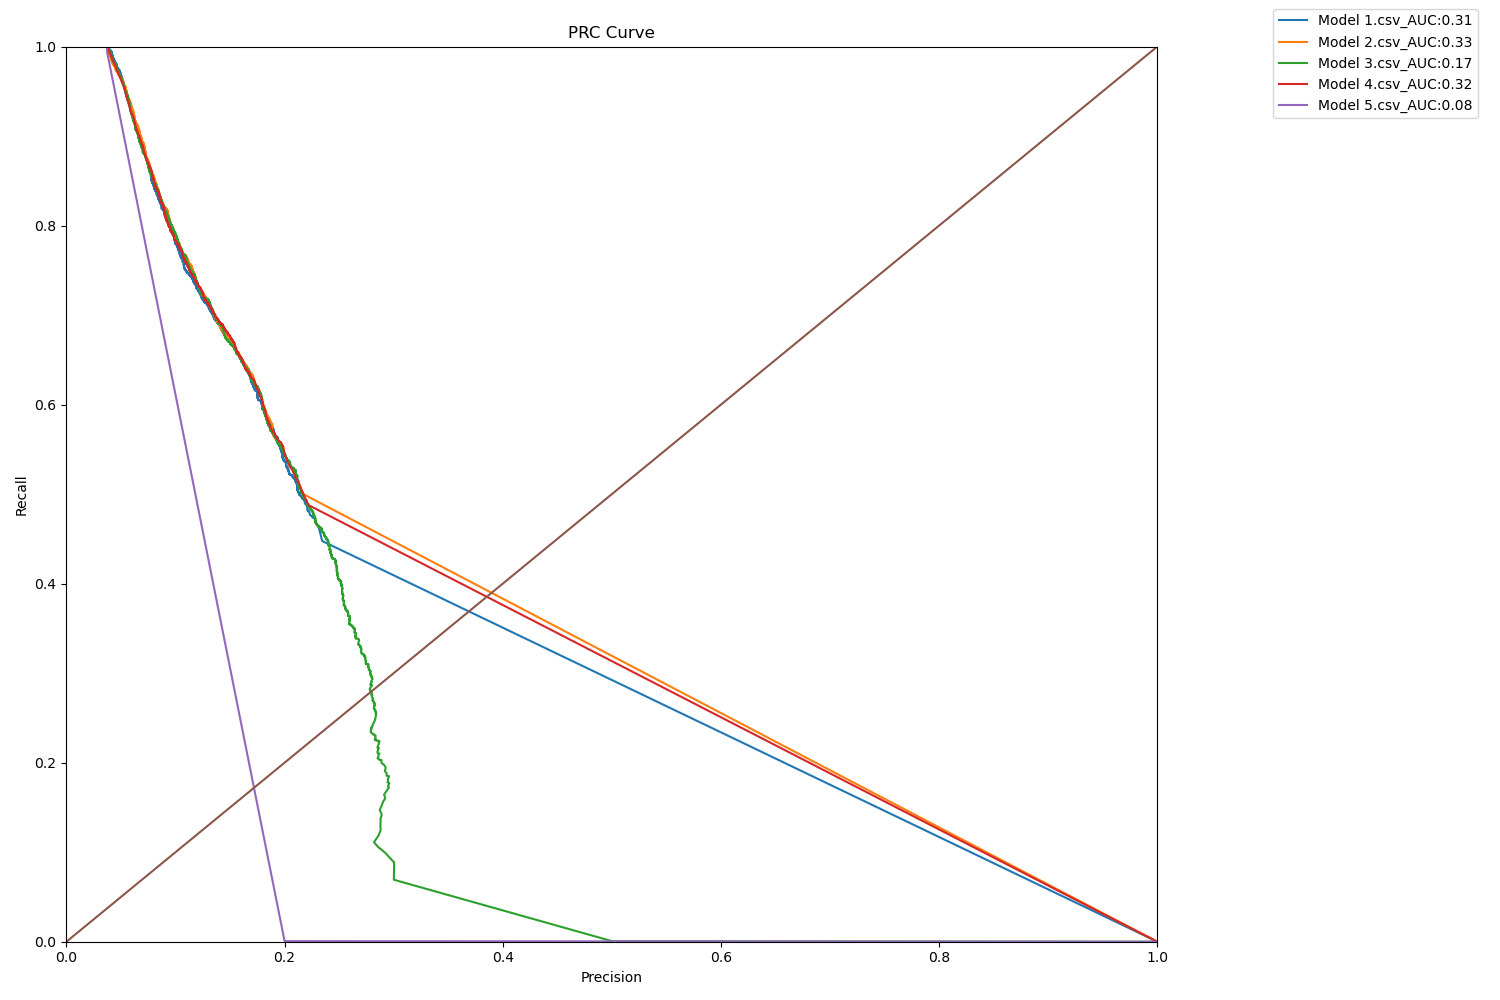 PRC Curve
Model 1.csv_AUC:0.31
Model 2.csv_AUC:0.33
Model 3.csv_AUC:0.17
Model 4.csv_AUC:0.32
Model 5.csv_AUC:0.08
1.0
0.8
0.6
0.4
0.2
0.0
Recall
0.0 0.2 0.4 0.6 0.8 1.0
Precision